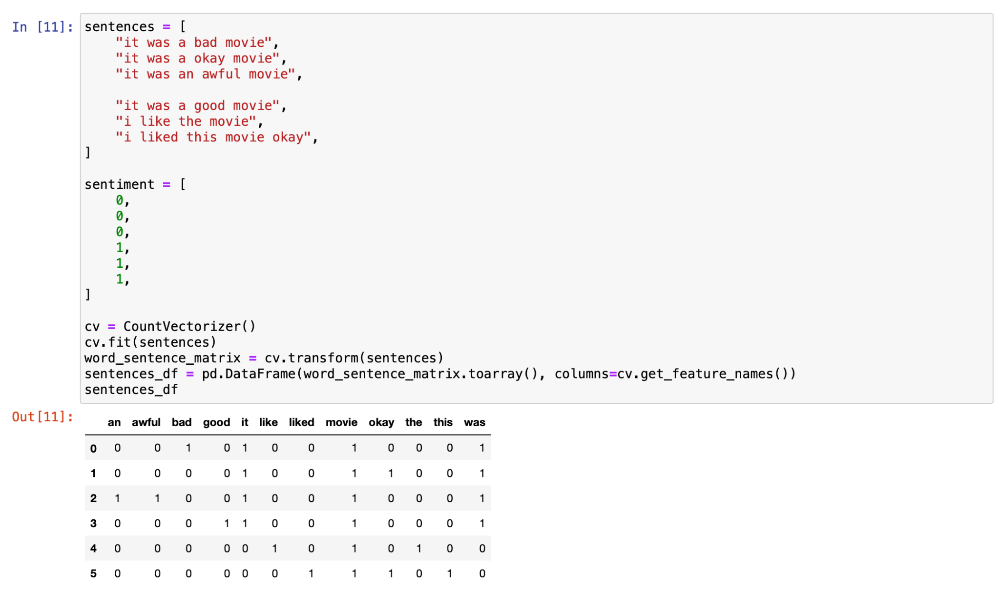 In [11]: sentences = [
"it was a bad movie",
"it was a okay movie",
"it was an awful movie",
"it was a good movie",
"i like the movie",
"i liked this movie okay",
]
sentiment = [
0,
0,
0,
1,
1,
1,
]
cv = CountVectorizer()
cv.fit(sentences)
word_sentence_matrix = cv.transform(sentences)
sentences_df = pd.DataFrame(word_sentence_matrix.toarray(), columns=cv.get_feature_names())
sentences_df
Out[11]:
an awful bad good it like liked movie okay the this was
0 0 0 1 0 1 0 0 1 0 0 0 1
1 0 0 0 0 1 0 0 1 1 0 0 1
2 1 1 0 0 1 0 0 1 0 0 0 1
3 0 0 0 1 1 0 0 1 0 0 0 1
4 0 0 0 0 0 1 0 1 0 1 0 0
5 0 0 0 0 0 0 1 1 1 0 1 0